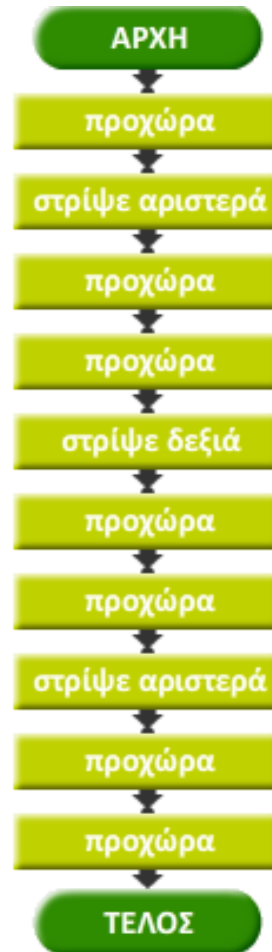 ΑΡΧΗ
προχώρα
στρίψε αριστερά
προχώρα
προχώρα
στρίψε δεξιά
προχώρα
προχώρα
στρίψε αριστερά
προχώρα
προχώρα
ΤΕΛΟΣ